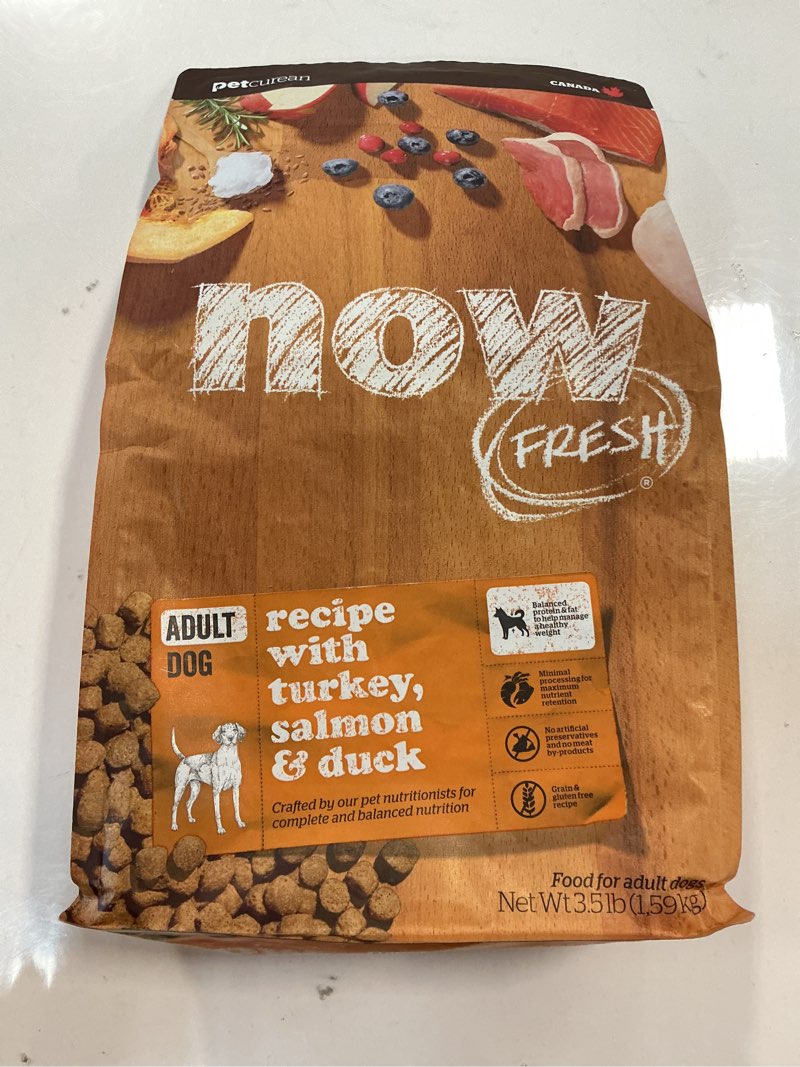 petcurean
CANADA
now
FRESH
®
ADULT
DOG
recipe
with
turkey,
salmon
& duck
Crafted by our pet nutritionists for
complete and balanced nutrition
Balanced
protein & fat
to help manage
a healthy
weight
Minimal
processing for
maximum
nutrient
retention
No artificial
preservatives
and no meat
by-products
Grain &
gluten free
recipe
Food for adult dogs
Net Wt 3.5 lb (1,59 kg)